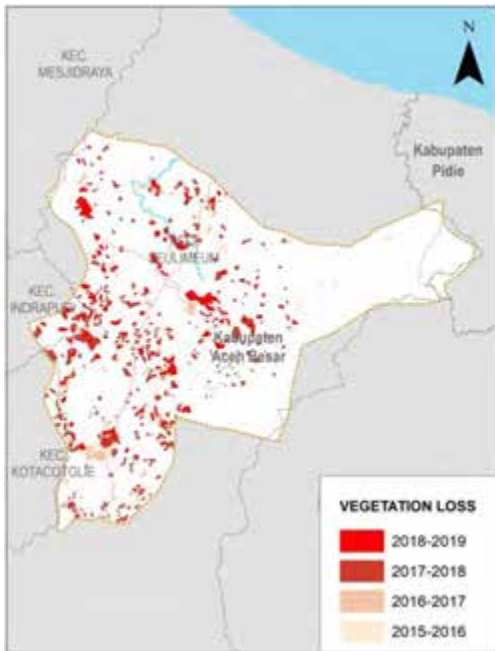 KEC.
MESJIDRAYA
N
Kabupaten
Pidie
KEC.
SEULIMEUM
KEC.
INDRAPURI
Kabupaten
Aceh Besar
KEC.
KOTACOTGLIE
VEGETATION LOSS
2018-2019
2017-2018
2016-2017
2015-2016